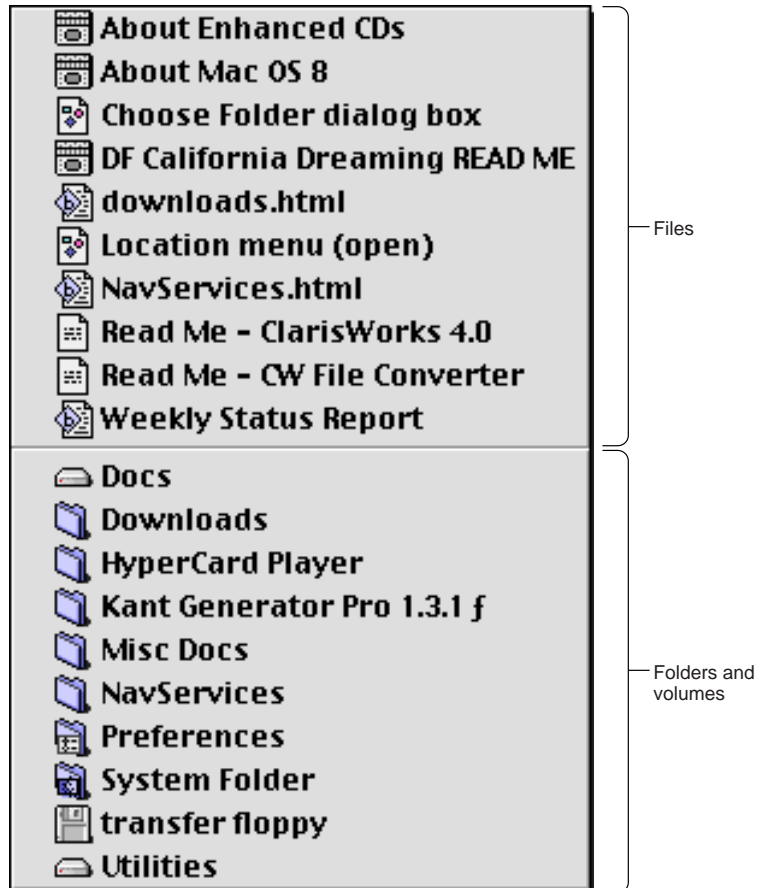 About Enhanced CDs
About Mac OS 8
Choose Folder dialog box
DF California Dreaming READ ME
downloads.html
Location menu (open)
NavServices.html
Read Me - ClarisWorks 4.0
Read Me - CW File Converter
Weekly Status Report
Files
Docs
Downloads
HyperCard Player
Kant Generator Pro 1.3.1 ƒ
Misc Docs
NavServices
Preferences
System Folder
transfer floppy
Utilities
Folders and
volumes